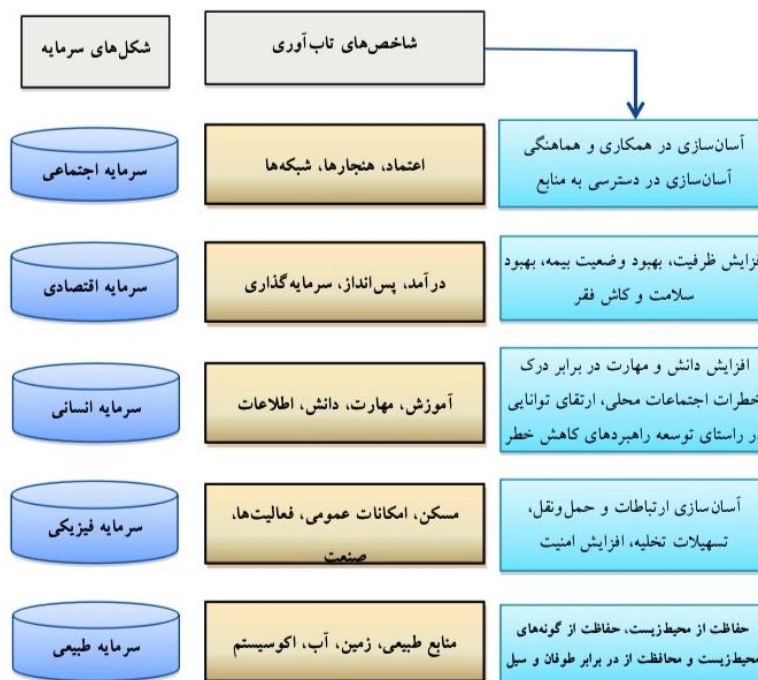 شکل‌های سرمایه
شاخص‌های تاب‌آوری
سرمایه اجتماعی
اعتماد، هنجارها، شبکه‌ها
آسان‌سازی در همکاری و هماهنگی
آسان‌سازی در دسترسی به منابع
سرمایه اقتصادی
درآمد، پس‌انداز، سرمایه‌گذاری
فزایش ظرفیت، بهبود وضعیت بیمه، بهبود
سلامت و کاش فقر
سرمایه انسانی
آموزش، مهارت، دانش، اطلاعات
افزایش دانش و مهارت در برابر درک
خطرات اجتماعات محلی، ارتقای توانایی
ر راستای توسعه راهبردهای کاهش خطر
سرمایه فیزیکی
مسکن، امکانات عمومی، فعالیت‌ها،
صنعت
آسان‌سازی ارتباطات و حمل‌ونقل،
تسهیلات تخلیه، افزایش امنیت
سرمایه طبیعی
منابع طبیعی، زمین، آب، اکوسیستم
حفاظت از محیط‌زیست، حفاظت از گونه‌های
محیط‌زیست و محافظت از در برابر طوفان و سیل